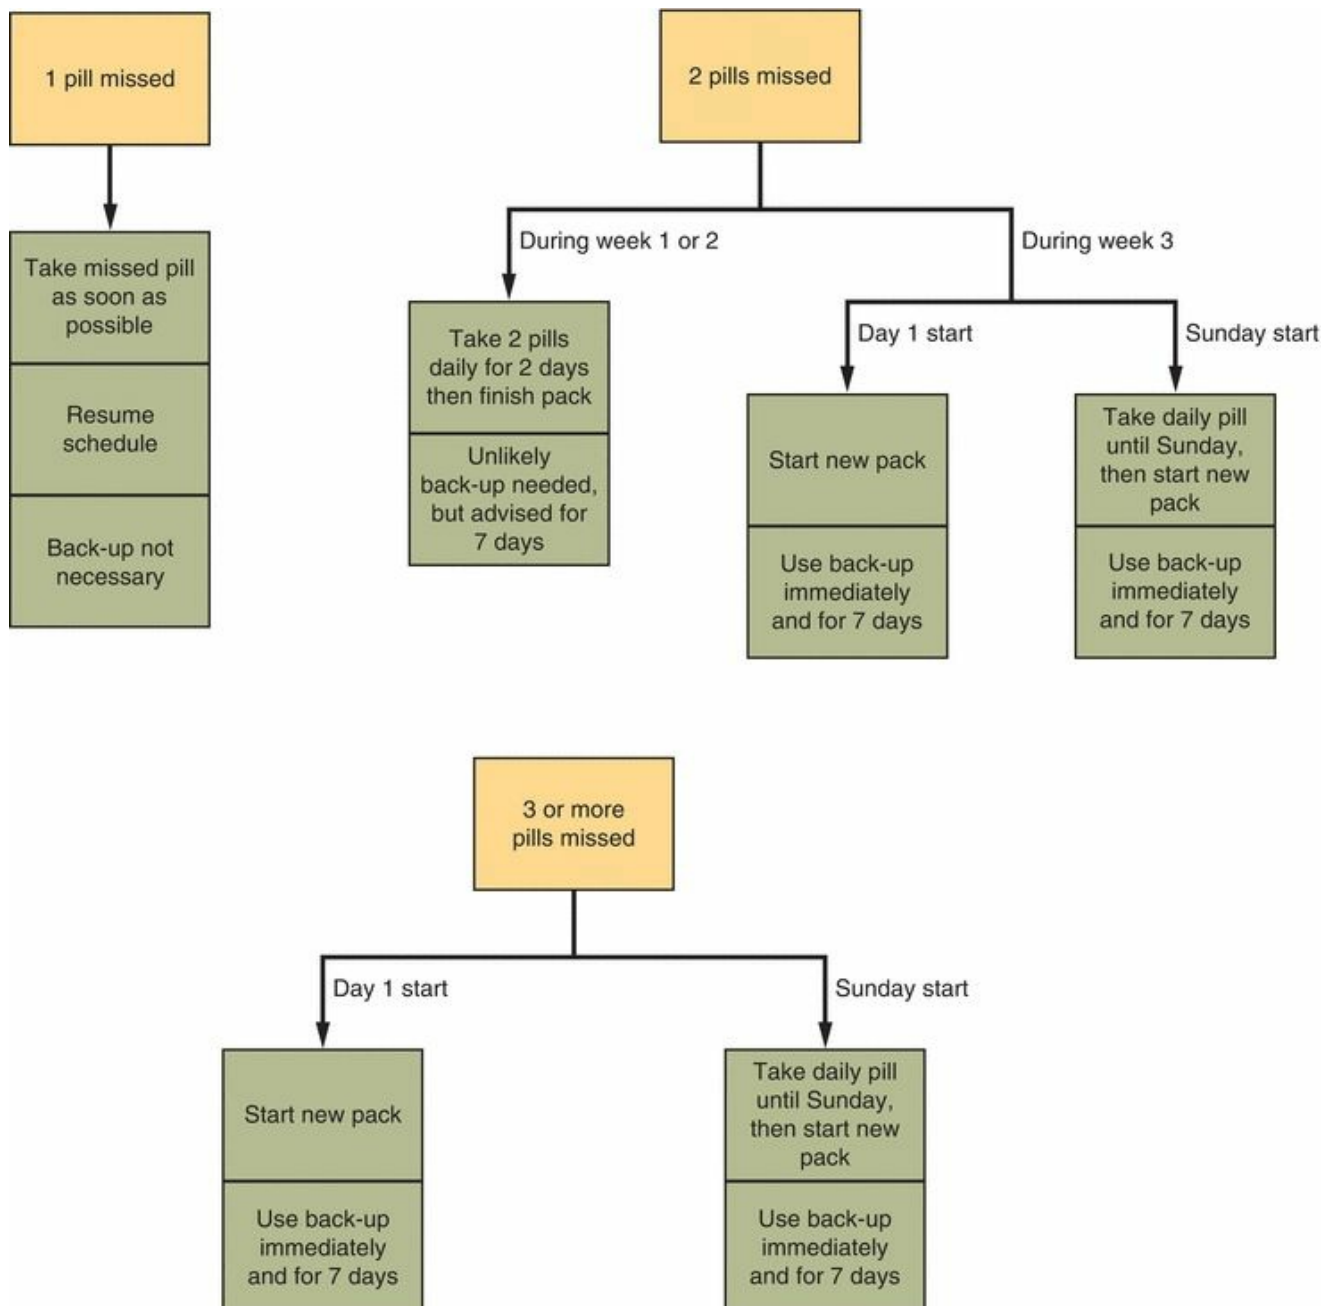 1 pill missed
Take missed pill
as soon as
possible
Resume
schedule
Back-up not
necessary
2 pills missed
During week 1 or 2
Take 2 pills
daily for 2 days
then finish pack
Unlikely
back-up needed,
but advised for
7 days
During week 3
Day 1 start
Start new pack
Use back-up
immediately
and for 7 days
Sunday start
Take daily pill
until Sunday,
then start new
pack
Use back-up
immediately
and for 7 days
3 or more
pills missed
Day 1 start
Start new pack
Use back-up
immediately
and for 7 days
Sunday start
Take daily pill
until Sunday,
then start new
pack
Use back-up
immediately
and for 7 days